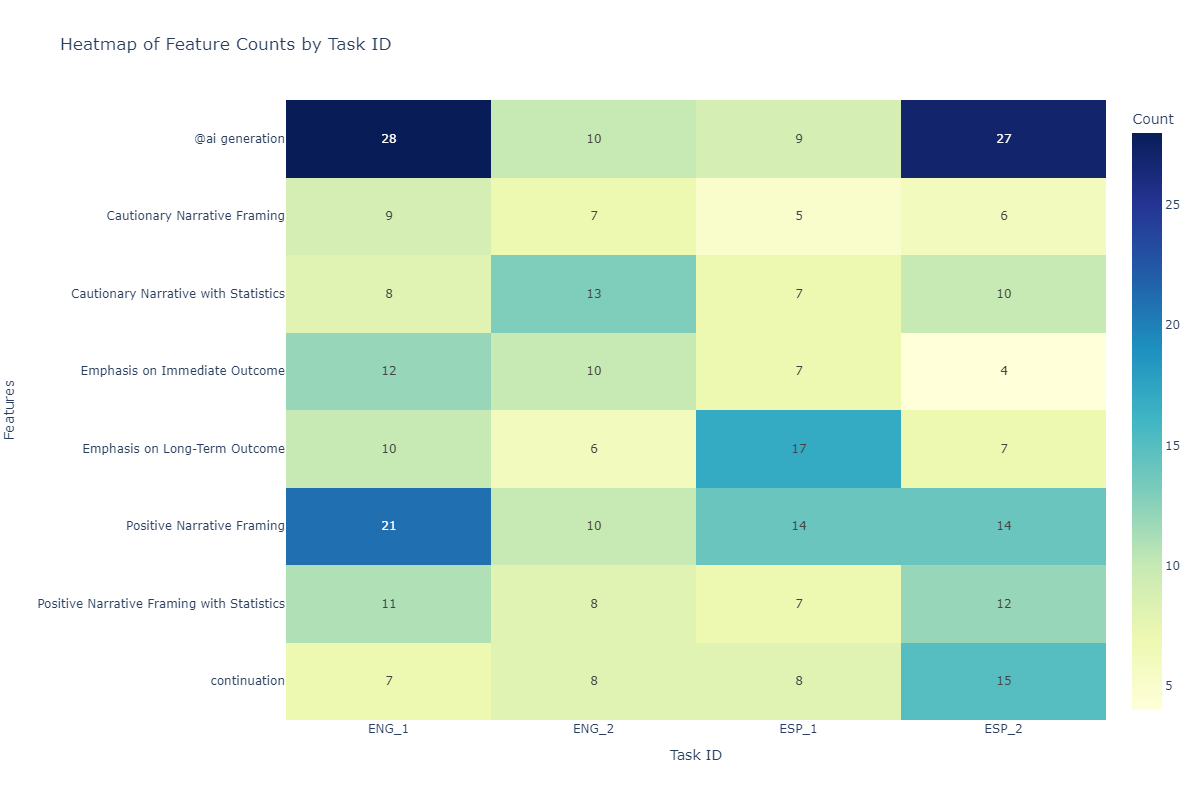 Heatmap of Feature Counts by Task ID
Count
@ai generation 28 10 9 27
Cautionary Narrative Framing 9 7 5 6
25
Cautionary Narrative with Statistics 8 13 7 10
20
Emphasis on Immediate Outcome 12 10 7 4
Features
Emphasis on Long-Term Outcome 10 6 17 7
15
Positive Narrative Framing 21 10 14 14
10
Positive Narrative Framing with Statistics 11 8 7 12
continuation 7 8 8 15
5
ENG_1 ENG_2 ESP_1 ESP_2
Task ID